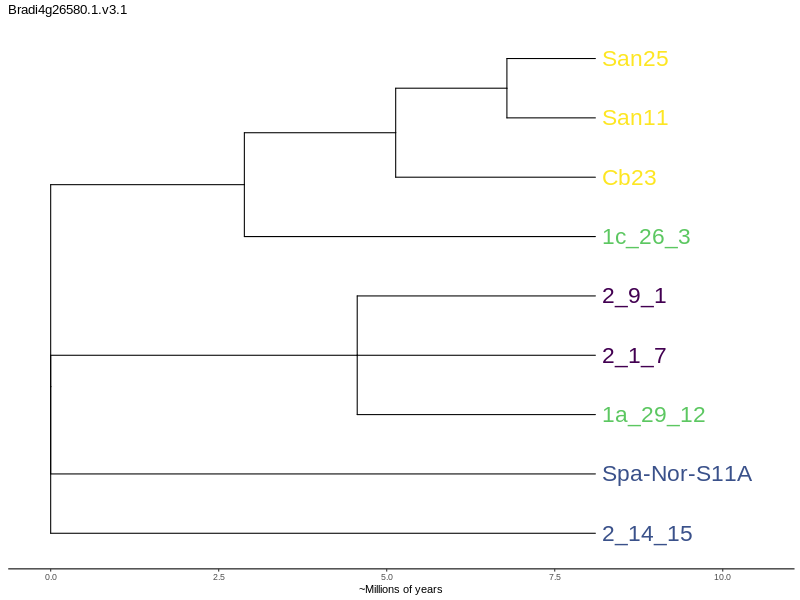 Bradi4g26580.1.v3.1
San25
San11
Cb23
1c_26_3
2_9_1
2_1_7
1a_29_12
Spa-Nor-S11A
2_14_15
0.0 2.5 5.0 7.5 10.0
~Millions of years